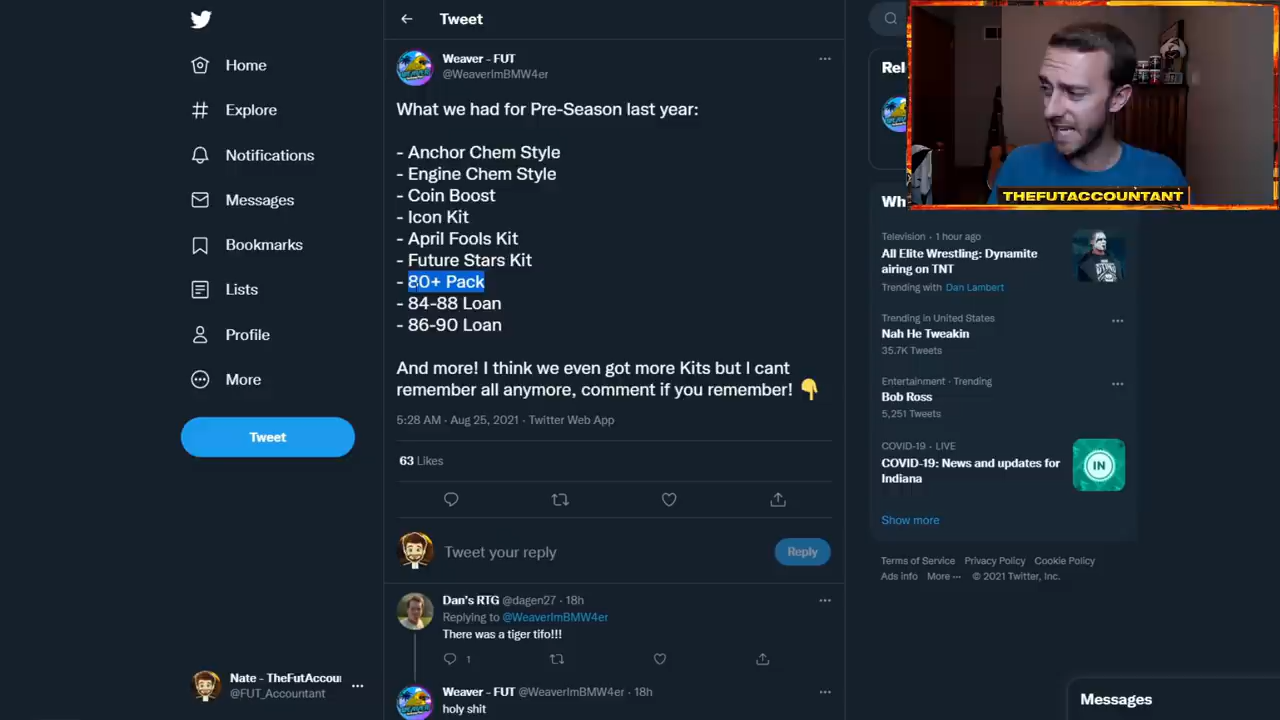 Home
Explore
Notifications
Messages
Bookmarks
Lists
Profile
More
Tweet
Nate - TheFutAccou
@FUT_Accountant
Tweet
Weaver - FUT
@WeaverImBMW4er
What we had for Pre-Season last year:
- Anchor Chem Style
- Engine Chem Style
- Coin Boost
- Icon Kit
- April Fools Kit
- Future Stars Kit
- 80+ Pack
- 84-88 Loan
- 86-90 Loan
And more! I think we even got more Kits but I cant
remember all anymore, comment if you remember! 👇
5:28 AM · Aug 25, 2021 · Twitter Web App
63 Likes
Tweet your reply
Reply
Dan's RTG @dagen27 · 18h
Replying to @WeaverImBMW4er
There was a tiger tifo!!!
1
Weaver - FUT @WeaverImBMW4er · 18h
holy shit
THEFUTACCOUNTANT
Rel
Wh
Television · 1 hour ago
All Elite Wrestling: Dynamite
airing on TNT
Trending with Dan Lambert
Trending in United States
Nah He Tweakin
35.7K Tweets
Entertainment · Trending
Bob Ross
5,251 Tweets
COVID-19 · LIVE
COVID-19: News and updates for
Indiana
IN
Show more
Terms of Service Privacy Policy Cookie Policy
Ads info More ··· © 2021 Twitter, Inc.
Messages